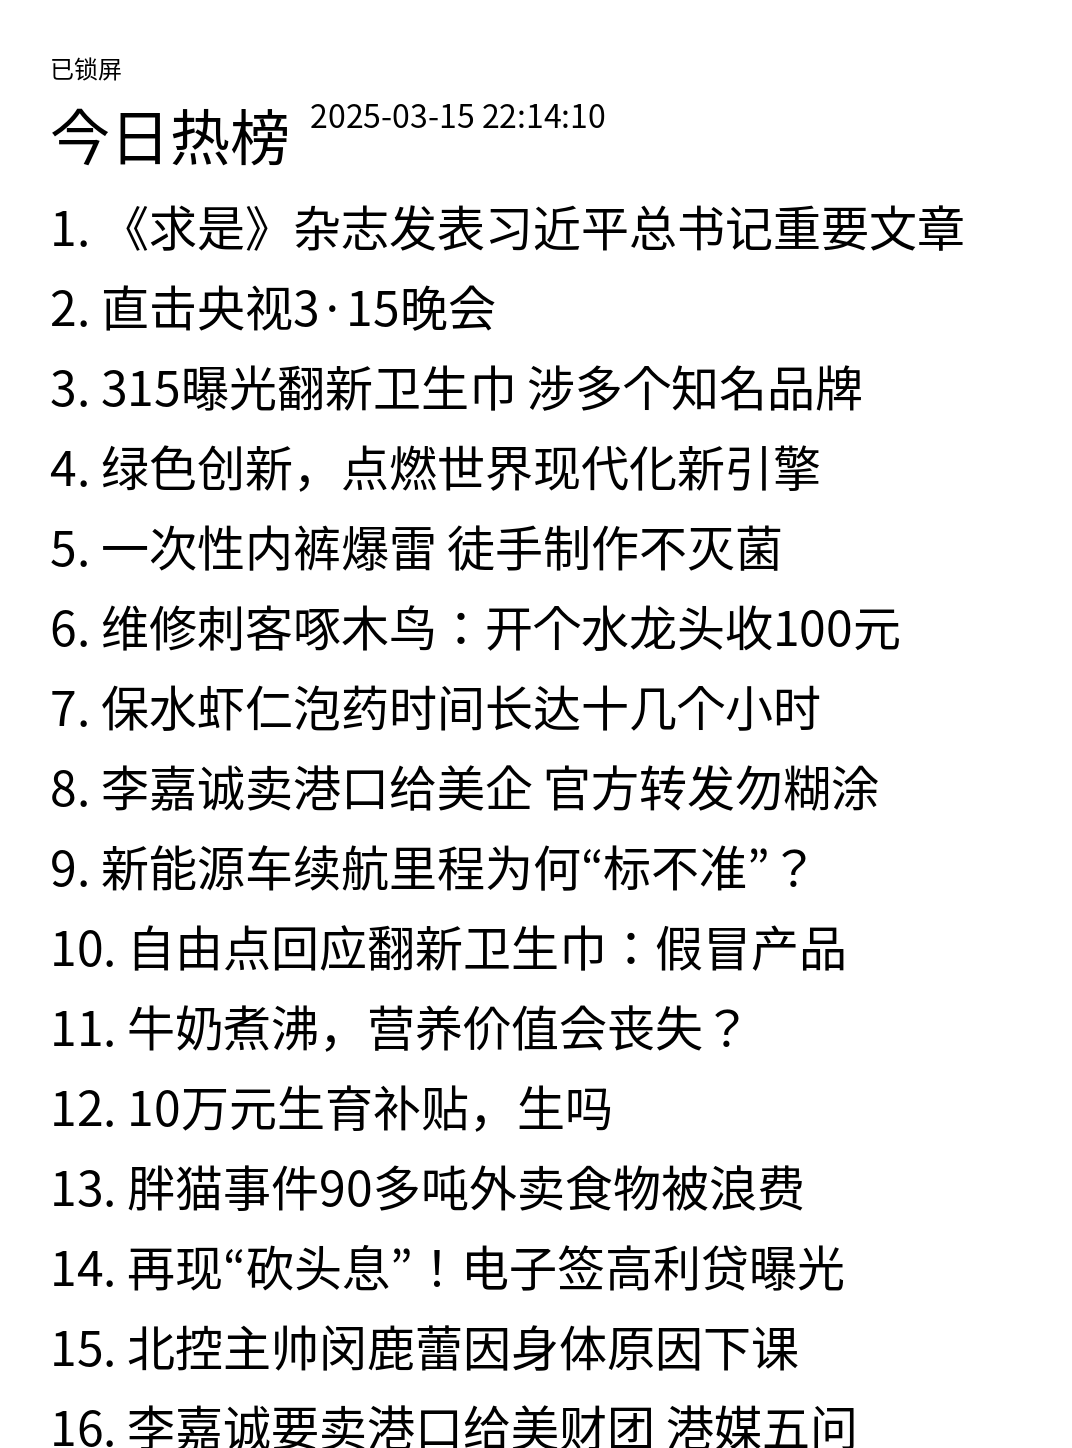 已锁屏
今日热榜 2025-03-15 22:14:10
1. 《求是》杂志发表习近平总书记重要文章
2. 直击央视3·15晚会
3. 315曝光翻新卫生巾 涉多个知名品牌
4. 绿色创新，点燃世界现代化新引擎
5. 一次性内裤爆雷 徒手制作不灭菌
6. 维修刺客啄木鸟：开个水龙头收100元
7. 保水虾仁泡药时间长达十几个小时
8. 李嘉诚卖港口给美企 官方转发勿糊涂
9. 新能源车续航里程为何“标不准”？
10. 自由点回应翻新卫生巾：假冒产品
11. 牛奶煮沸，营养价值会丧失？
12. 10万元生育补贴，生吗
13. 胖猫事件90多吨外卖食物被浪费
14. 再现“砍头息”！电子签高利贷曝光
15. 北控主帅闵鹿蕾因身体原因下课
16. 李嘉诚要卖港口给美财团 港媒五问